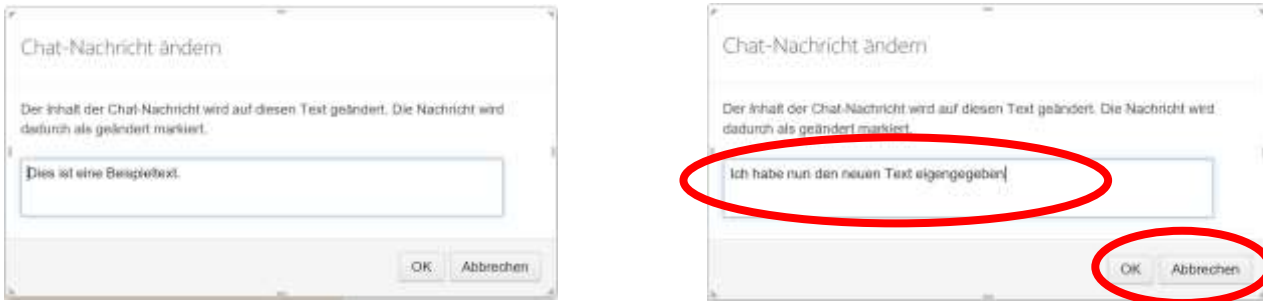 Chat-Nachricht ändern
Der Inhalt der Chat-Nachricht wird auf diesen Text geändert. Die Nachricht wird
dadurch als geändert markiert.
Dies ist eine Beispieltext.
OK Abbrechen
Chat-Nachricht ändern
Der Inhalt der Chat-Nachricht wird auf diesen Text geändert. Die Nachricht wird
dadurch als geändert markiert.
Ich habe nun den neuen Text eigengegeben
OK Abbrechen